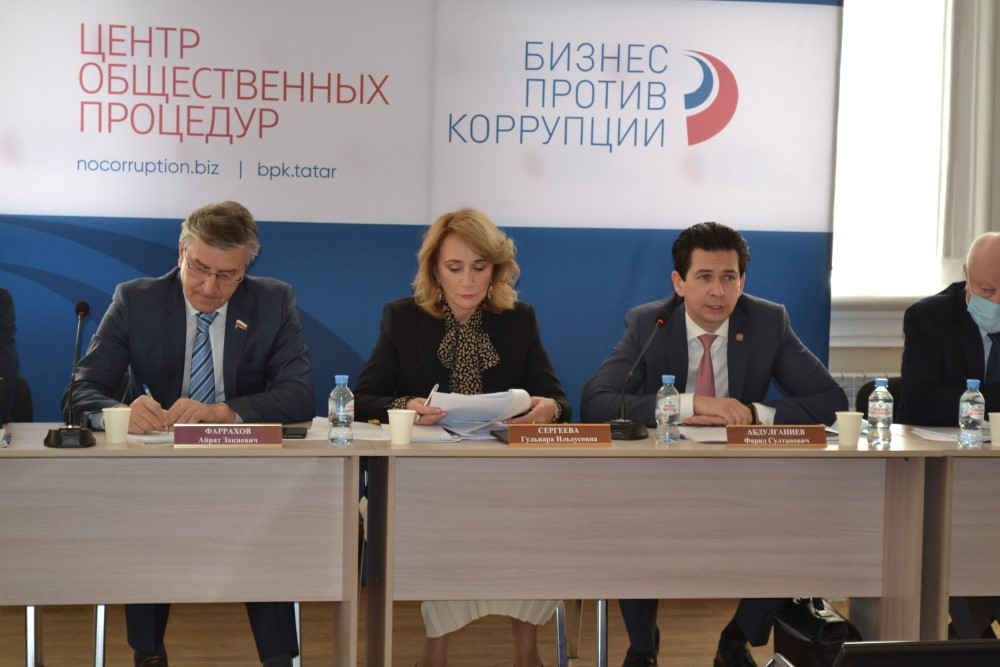 ЦЕНТР
ОБЩЕСТВЕННЫХ
ПРОЦЕДУР
nocorruption.biz | bpk.tatar
БИЗНЕС
ПРОТИВ
КОРРУПЦИИ
ФАРРАХОВ
Айрат Закиевич
СЕРГЕЕВА
Гульнара Ильдусовна
АБДУЛГАНИЕВ
Фарид Султанович